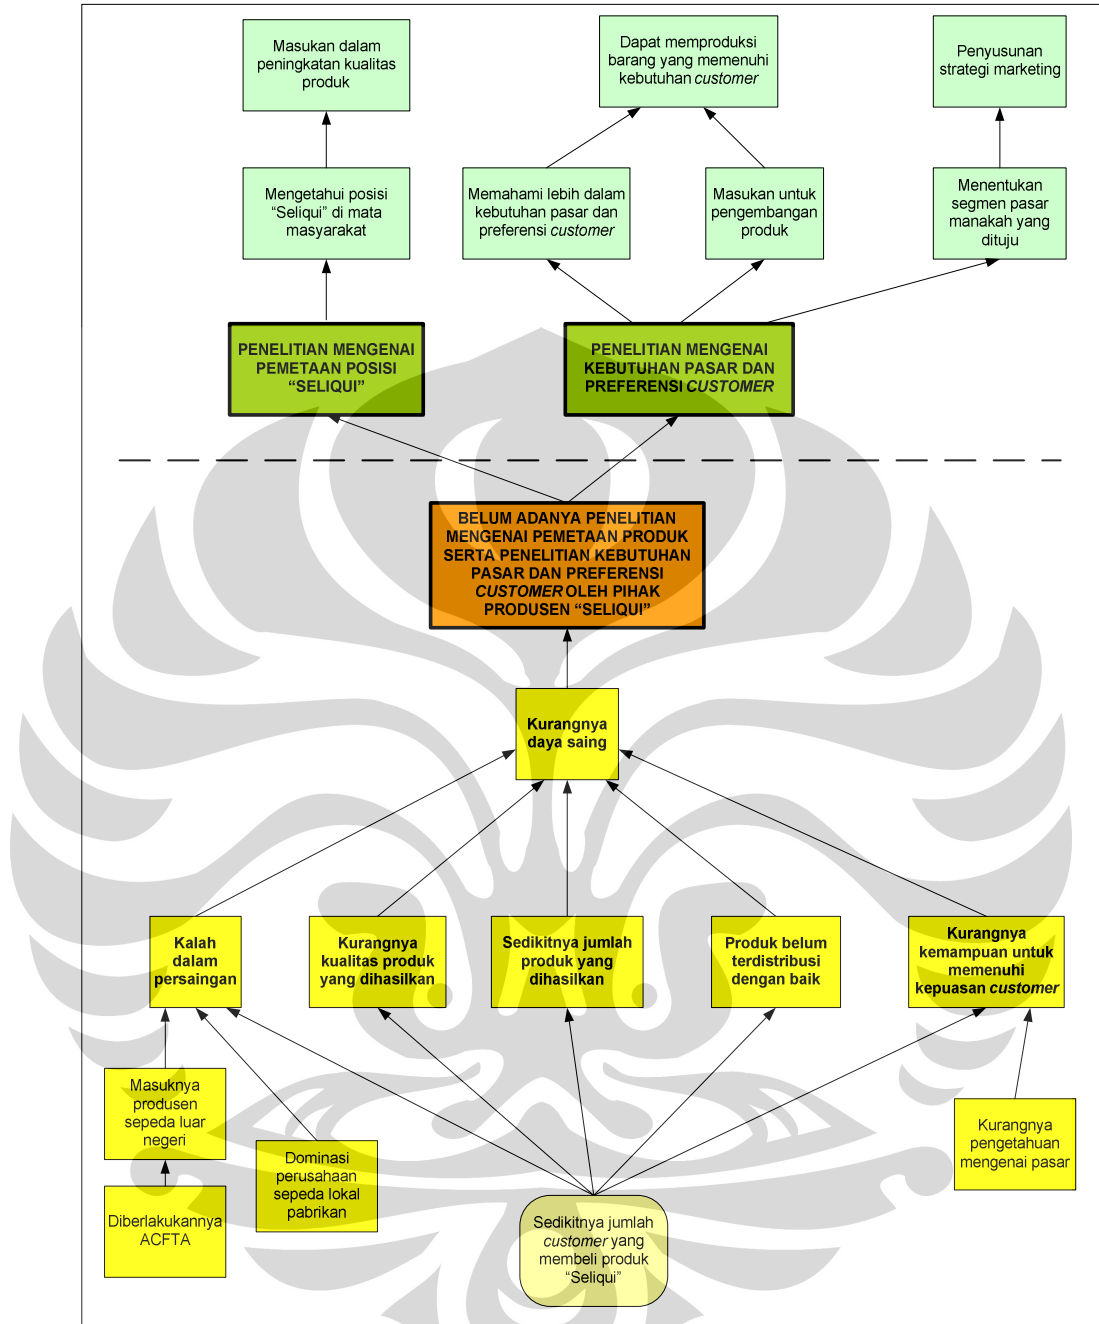 Masukan dalam
peningkatan kualitas
produk
Dapat memproduksi
barang yang memenuhi
kebutuhan customer
Penyusunan
strategi marketing
Mengetahui posisi
“Seliqui” di mata
masyarakat
Memahami lebih dalam
kebutuhan pasar dan
preferensi customer
Masukan untuk
pengembangan
produk
Menentukan
segmen pasar
manakah yang
dituju
PENELITIAN MENGENAI
PEMETAAN POSISI
“SELIQUI”
PENELITIAN MENGENAI
KEBUTUHAN PASAR DAN
PREFERENSI CUSTOMER
BELUM ADANYA PENELITIAN
MENGENAI PEMETAAN PRODUK
SERTA PENELITIAN KEBUTUHAN
PASAR DAN PREFERENSI
CUSTOMER OLEH PIHAK
PRODUSEN “SELIQUI”
Kurangnya
daya saing
Kalah
dalam
persaingan
Kurangnya
kualitas produk
yang dihasilkan
Sedikitnya jumlah
produk yang
dihasilkan
Produk belum
terdistribusi
dengan baik
Kurangnya
kemampuan untuk
memenuhi
kepuasan customer
Masuknya
produsen
sepeda luar
negeri
Dominasi
perusahaan
sepeda lokal
pabrikan
Kurangnya
pengetahuan
mengenai pasar
Diberlakukannya
ACFTA
Sedikitnya jumlah
customer yang
membeli produk
“Seliqui”